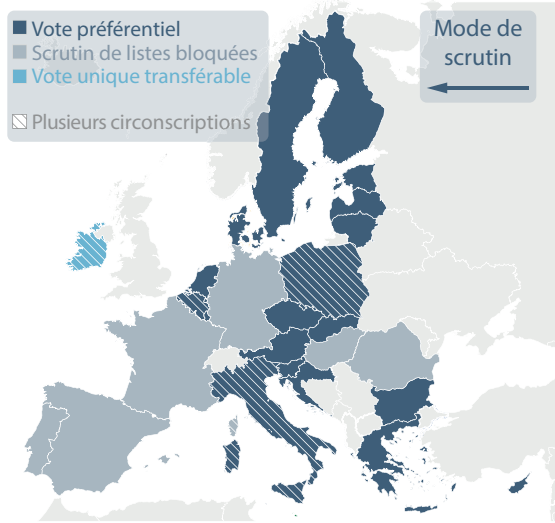 Vote préférentiel
Scrutin de listes bloquées
Vote unique transférable
Plusieurs circonscriptions
Mode de
scrutin